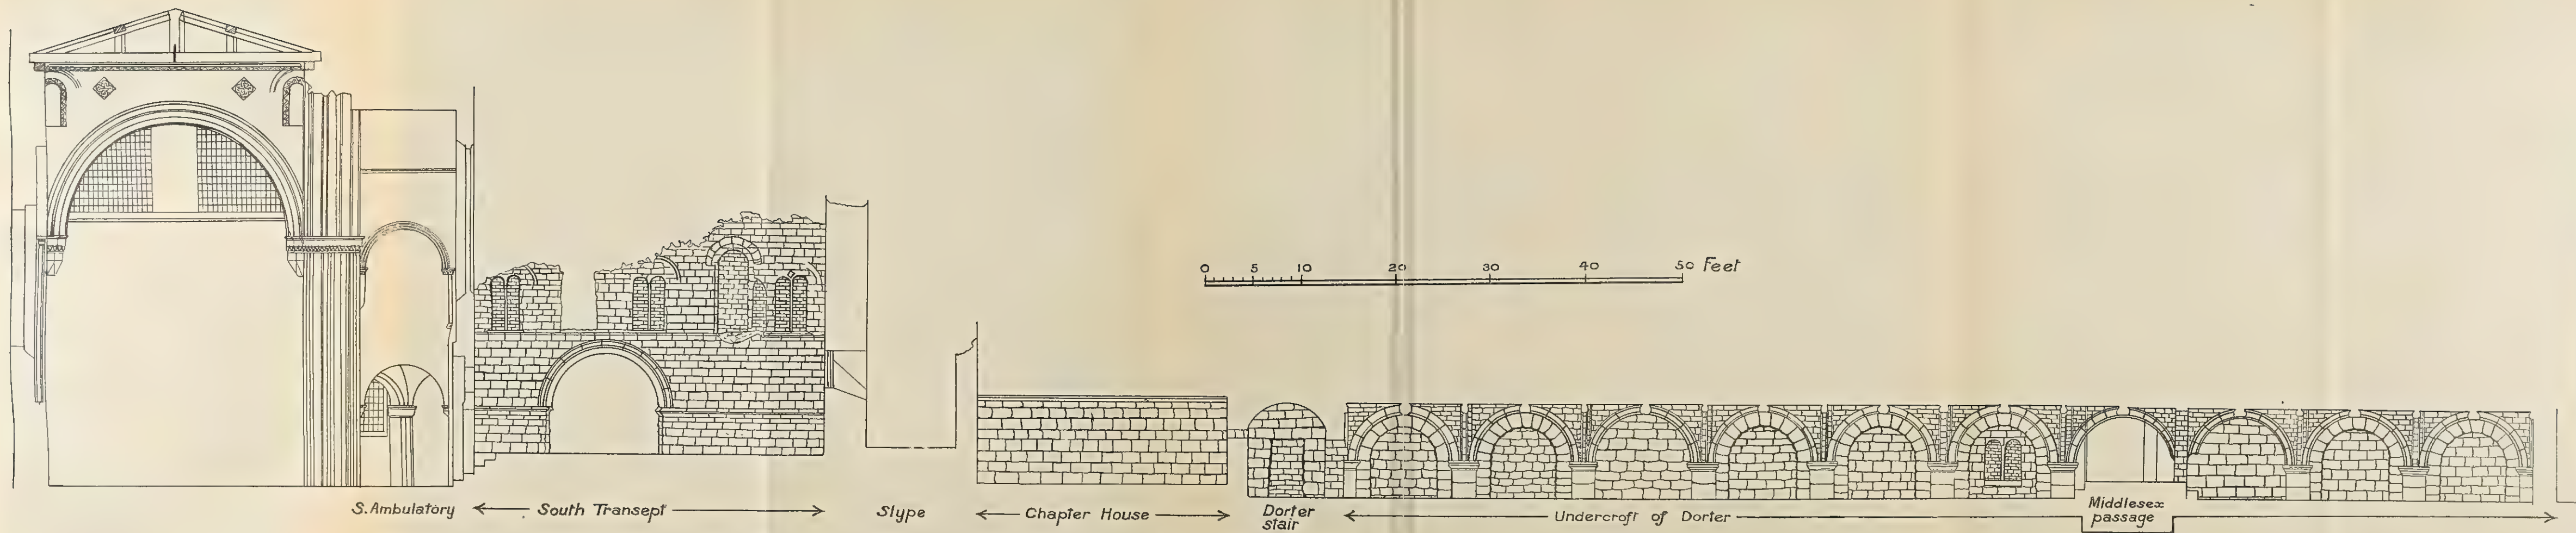 0 5 10 20 30 40 50 Feet
S. Ambulatory
South Transept
Slype
Chapter House
Dorter
stair
Undercroft of Dorter
Middlesex
passage